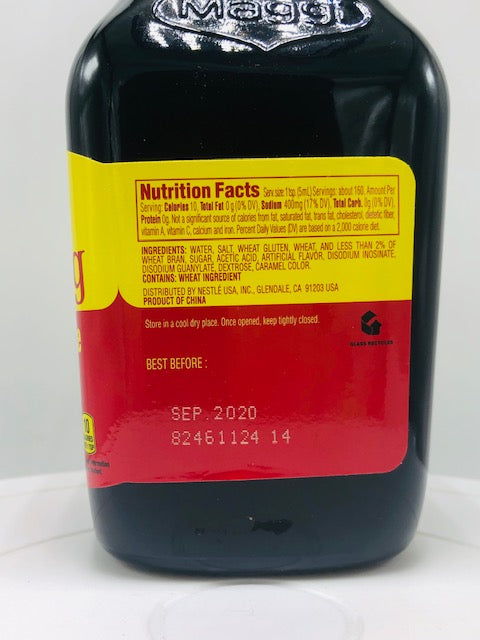 Maggi
Nutrition Facts Serv. size: 1 tsp. (5mL) Servings: about 160, Amount Per
Serving: Calories 10, Total Fat 0 g (0% DV), Sodium 400mg (17% DV), Total Carb. 0g (0% DV),
Protein 0g. Not a significant source of calories from fat, saturated fat, trans fat, cholesterol, dietetic fiber,
vitamin A, vitamin C, calcium and iron. Percent Daily Values (DV) are based on a 2,000 calorie diet.
INGREDIENTS: WATER, SALT, WHEAT GLUTEN, WHEAT, AND LESS THAN 2% OF
WHEAT BRAN, SUGAR, ACETIC ACID, ARTIFICIAL FLAVOR, DISODIUM INOSINATE,
DISODIUM GUANYLATE, DEXTROSE, CARAMEL COLOR.
CONTAINS: WHEAT INGREDIENT
DISTRIBUTED BY NESTLÉ USA, INC., GLENDALE, CA 91203 USA
PRODUCT OF CHINA
g
e
Store in a cool dry place. Once opened, keep tightly closed.
GLASS RECYCLES
BEST BEFORE :
SEP.2020
82461124 14
10